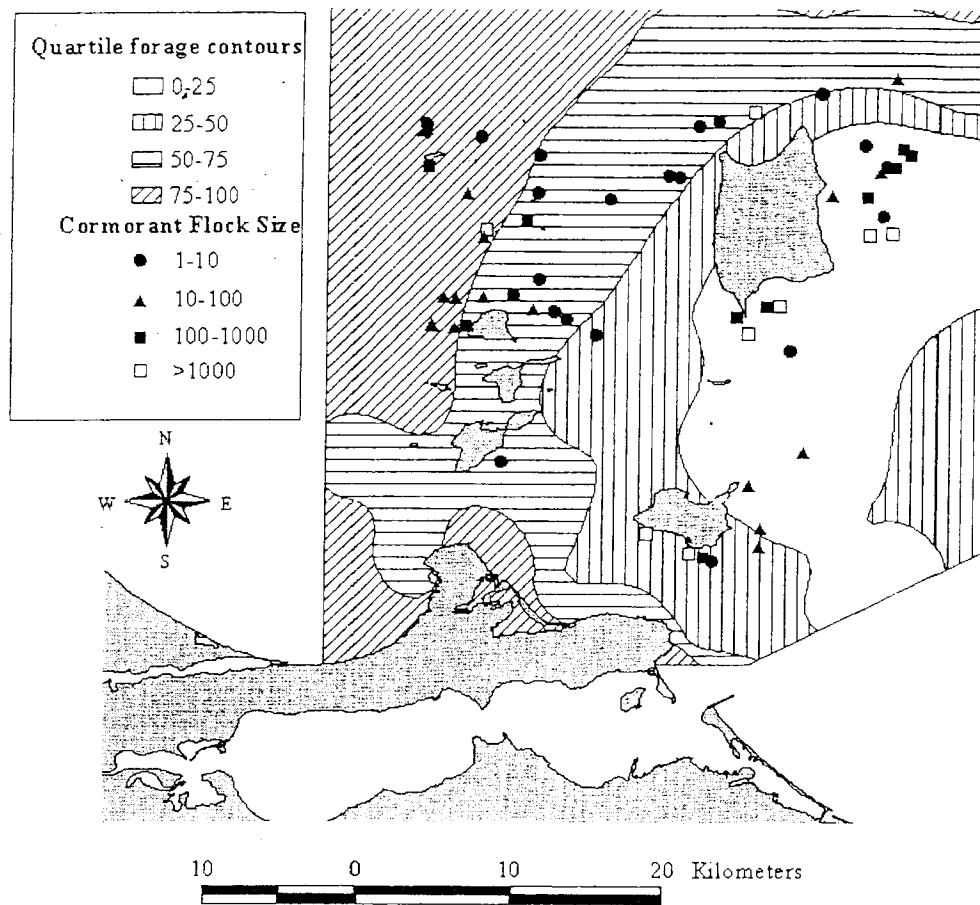 Quartile forage contours
0-25
25-50
50-75
75-100
Cormorant Flock Size
1-10
10-100
100-1000
>1000
N
W E
S
10 0 10 20 Kilometers